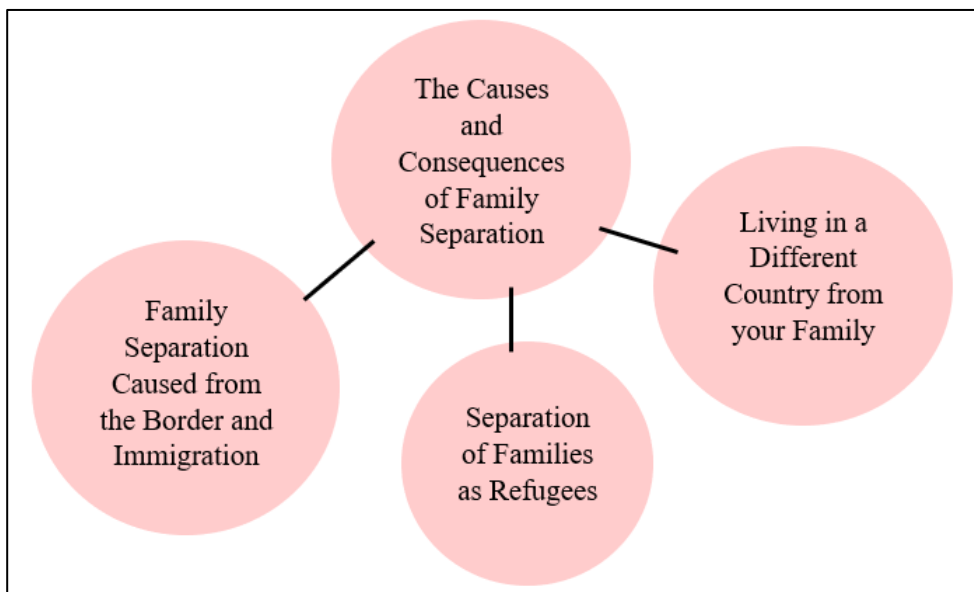 The Causes
and
Consequences
of Family
Separation
Family
Separation
Caused from
the Border and
Immigration
Separation
of Families
as Refugees
Living in a
Different
Country from
your Family